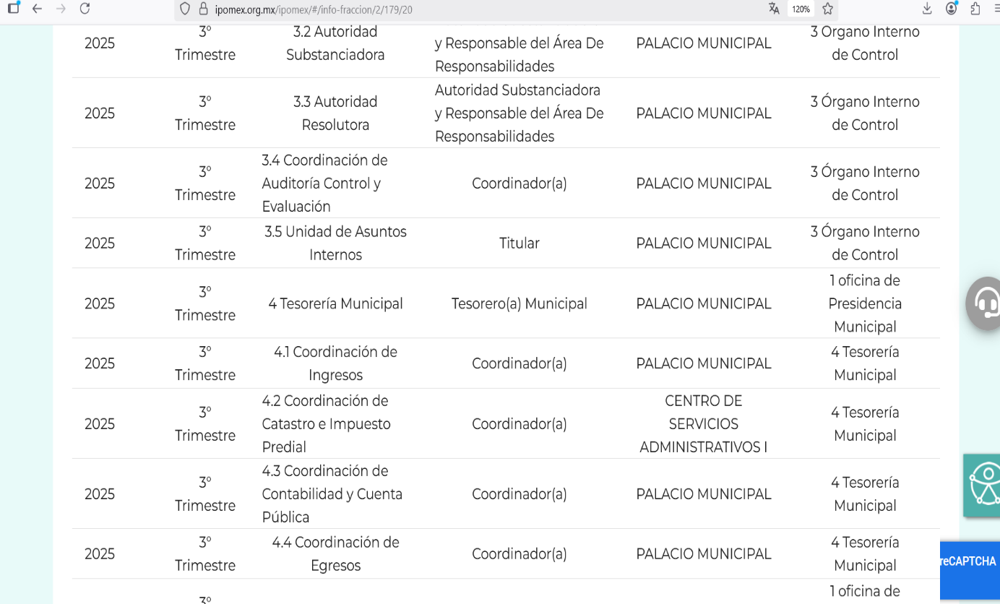 ipomex.org.mx/ipomex/#/info-fraccion/2/179/20
120%
2025
3°
Trimestre
3.2 Autoridad
Substanciadora
y Responsable del Área De
Responsabilidades
PALACIO MUNICIPAL
3 Órgano Interno
de Control
2025
3°
Trimestre
3.3 Autoridad
Resolutora
Autoridad Substanciadora
y Responsable del Área De
Responsabilidades
PALACIO MUNICIPAL
3 Órgano Interno
de Control
2025
3°
Trimestre
3.4 Coordinación de
Auditoría Control y
Evaluación
Coordinador(a)
PALACIO MUNICIPAL
3 Órgano Interno
de Control
2025
3°
Trimestre
3.5 Unidad de Asuntos
Internos
Titular
PALACIO MUNICIPAL
3 Órgano Interno
de Control
2025
3°
Trimestre
4 Tesorería Municipal
Tesorero(a) Municipal
PALACIO MUNICIPAL
1 oficina de
Presidencia
Municipal
2025
3°
Trimestre
4.1 Coordinación de
Ingresos
Coordinador(a)
PALACIO MUNICIPAL
4 Tesorería
Municipal
2025
3°
Trimestre
4.2 Coordinación de
Catastro e Impuesto
Predial
Coordinador(a)
CENTRO DE
SERVICIOS
ADMINISTRATIVOS I
4 Tesorería
Municipal
2025
3°
Trimestre
4.3 Coordinación de
Contabilidad y Cuenta
Pública
Coordinador(a)
PALACIO MUNICIPAL
4 Tesorería
Municipal
2025
3°
Trimestre
4.4 Coordinación de
Egresos
Coordinador(a)
PALACIO MUNICIPAL
4 Tesorería
Municipal
3°
1 oficina de
reCAPTCHA